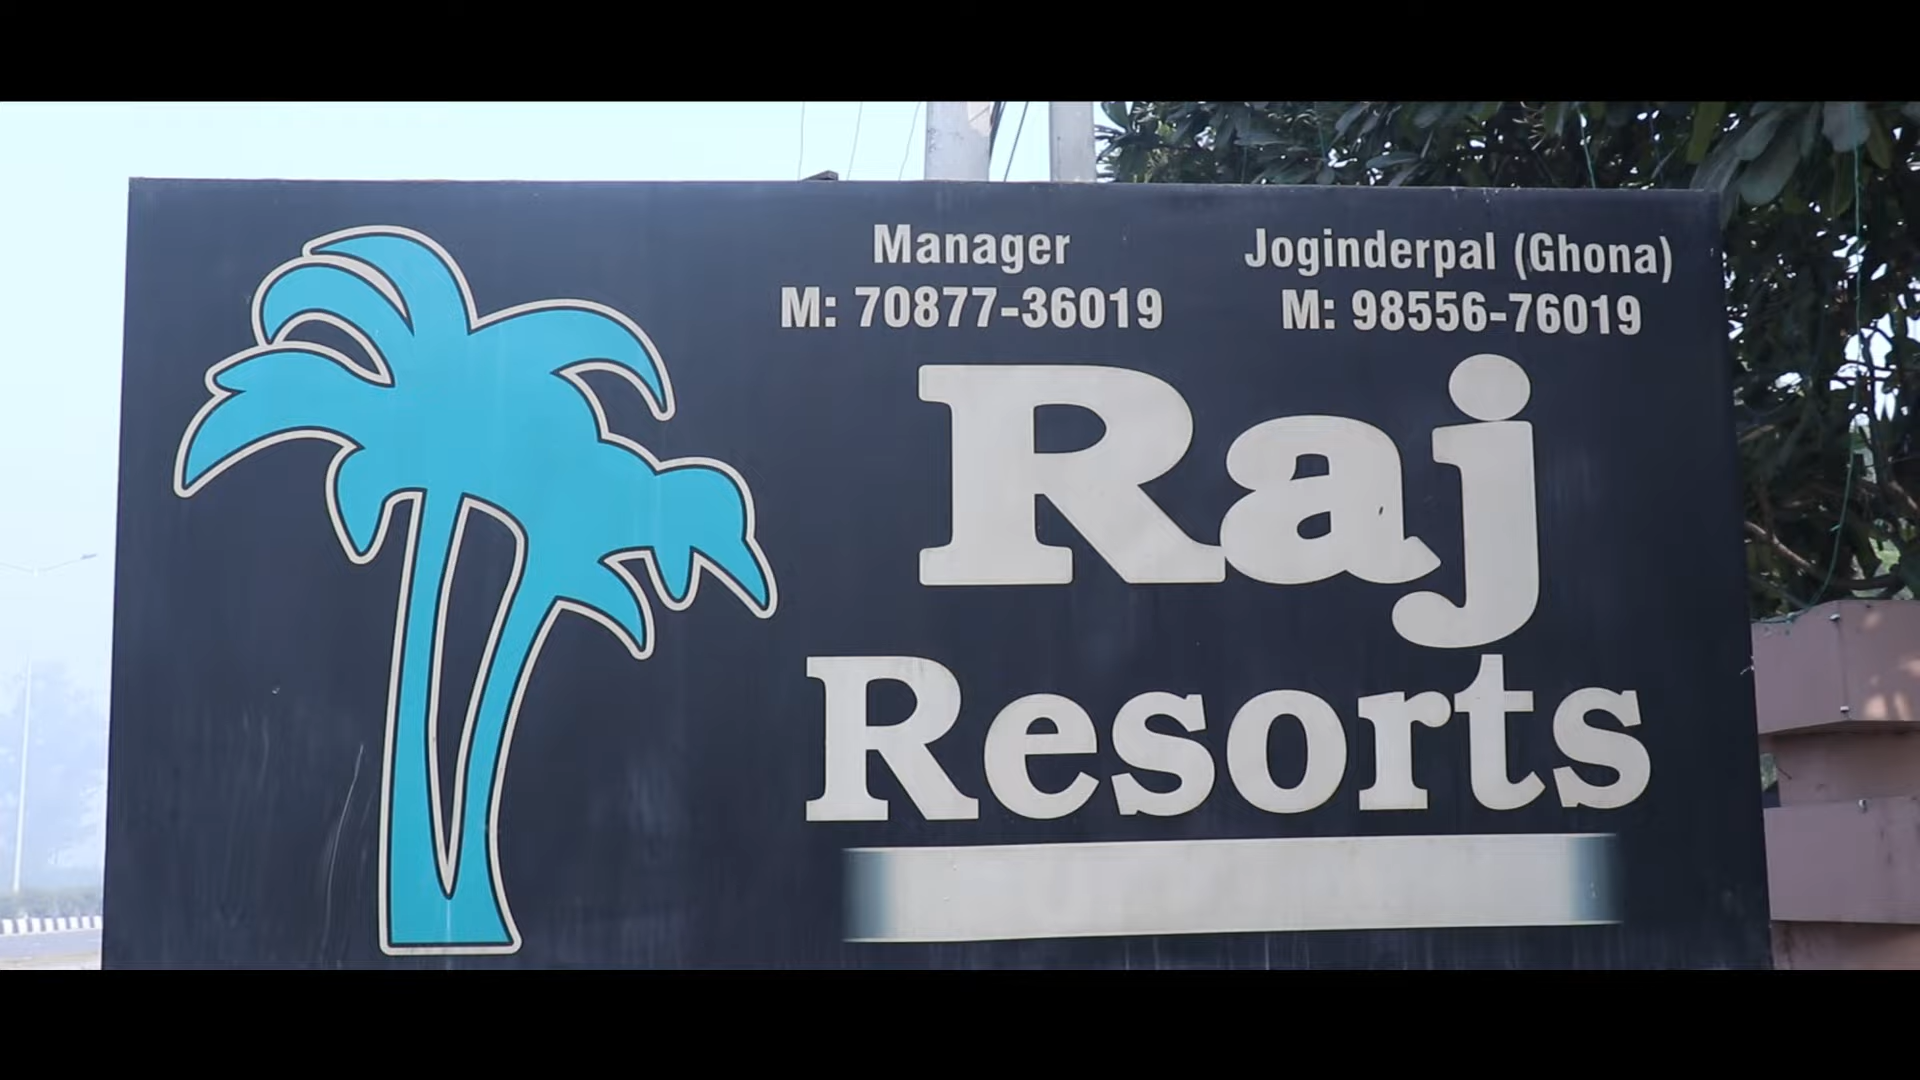 Manager
M: 70877-36019
Joginderpal (Ghona)
M: 98556-76019
Raj
Resorts